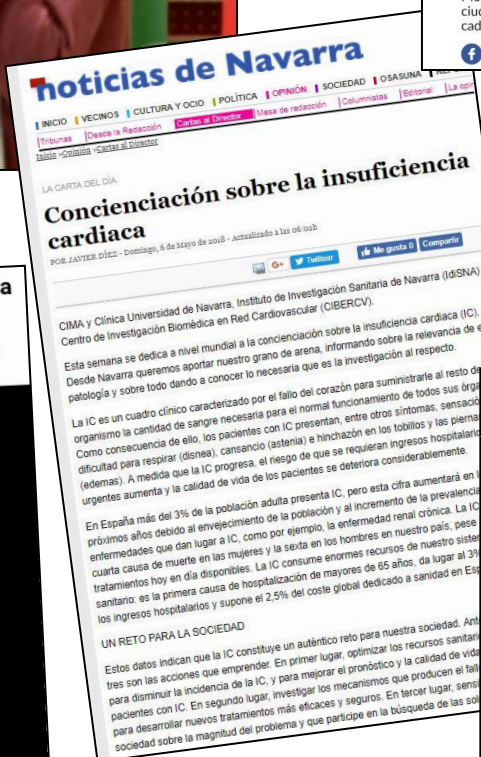 ciud
cad
f
noticias de Navarra
INICIO VECINOS CULTURA Y OCIO POLÍTICA OPINIÓN SOCIEDAD OSASUNA
Tribunas Desde la Redacción Cartas al Director Mesa de redacción Columnistas Editorial La opin
Inicio »Opinión »Cartas al Director
LA CARTA DEL DÍA
Concienciación sobre la insuficiencia
cardiaca
POR JAVIER DÍEZ - Domingo, 6 de Mayo de 2018 - Actualizado a las 06:02h
G+ Twittear Me gusta 0 Compartir
a
CIMA y Clínica Universidad de Navarra, Instituto de Investigación Sanitaria de Navarra (IdiSNA)
Centro de Investigación Biomédica en Red Cardiovascular (CIBERCV).
Esta semana se dedica a nivel mundial a la concienciación sobre la insuficiencia cardiaca (IC).
Desde Navarra queremos aportar nuestro grano de arena, informando sobre la relevancia de e
patología y sobre todo dando a conocer lo necesaria que es la investigación al respecto.
La IC es un cuadro clínico caracterizado por el fallo del corazón para suministrarle al resto de
organismo la cantidad de sangre necesaria para el normal funcionamiento de todos sus órga
Como consecuencia de ello, los pacientes con IC presentan, entre otros síntomas, sensació
dificultad para respirar (disnea), cansancio (astenia) e hinchazón en los tobillos y las pierna
(edemas). A medida que la IC progresa, el riesgo de que se requieran ingresos hospitalario
urgentes aumenta y la calidad de vida de los pacientes se deteriora considerablemente.
En España más del 3% de la población adulta presenta IC, pero esta cifra aumentará en l
próximos años debido al envejecimiento de la población y al incremento de la prevalencia
enfermedades que dan lugar a IC, como por ejemplo, la enfermedad renal crónica. La IC
cuarta causa de muerte en las mujeres y la sexta en los hombres en nuestro país, pese
tratamientos hoy en día disponibles. La IC consume enormes recursos de nuestro sister
sanitario: es la primera causa de hospitalización de mayores de 65 años, da lugar al 3%
los ingresos hospitalarios y supone el 2,5% del coste global dedicado a sanidad en Esp
UN RETO PARA LA SOCIEDAD
Estos datos indican que la IC constituye un auténtico reto para nuestra sociedad. Ant
tres son las acciones que emprender. En primer lugar, optimizar los recursos sanitari
para disminuir la incidencia de la IC, y para mejorar el pronóstico y la calidad de vida
pacientes con IC. En segundo lugar, investigar los mecanismos que producen el fall
para desarrollar nuevos tratamientos más eficaces y seguros. En tercer lugar, sensi
sociedad sobre la magnitud del problema y que participe en la búsqueda de las sol